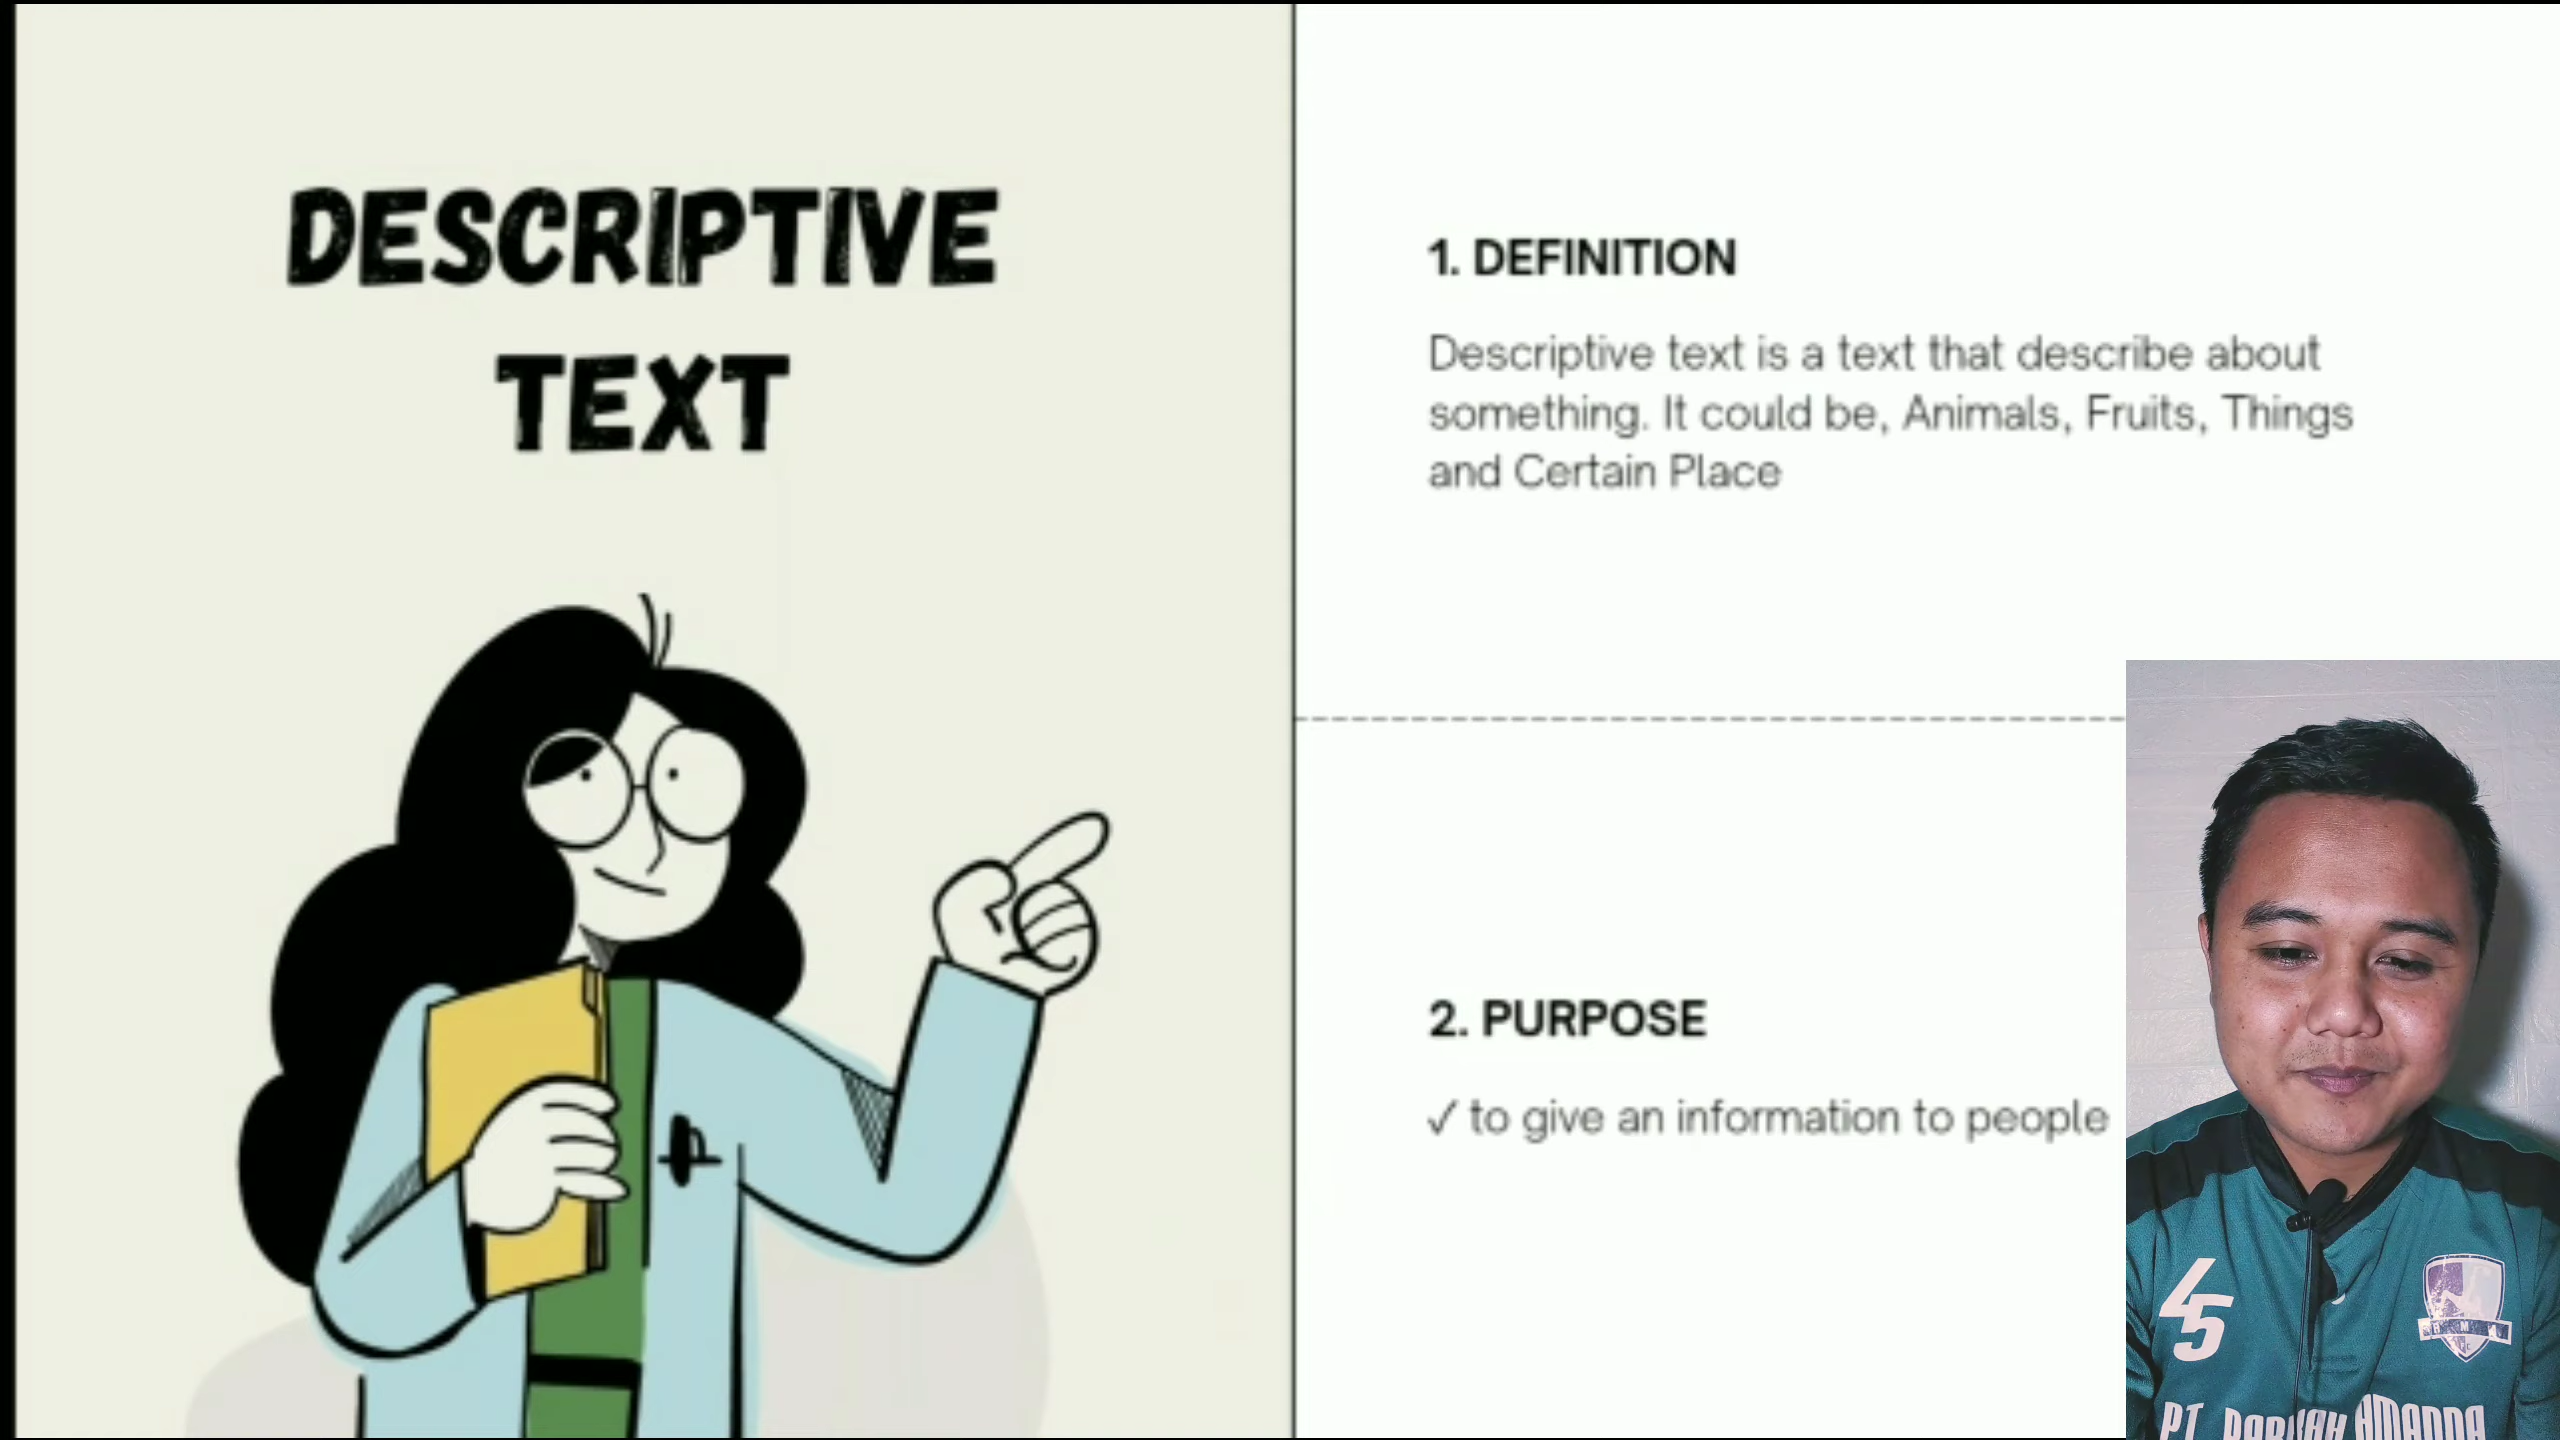 DESCRIPTIVE
TEXT
1. DEFINITION
Descriptive text is a text that describe about
something. It could be, Animals, Fruits, Things
and Certain Place
2. PURPOSE
✓ to give an information to people
45
PT